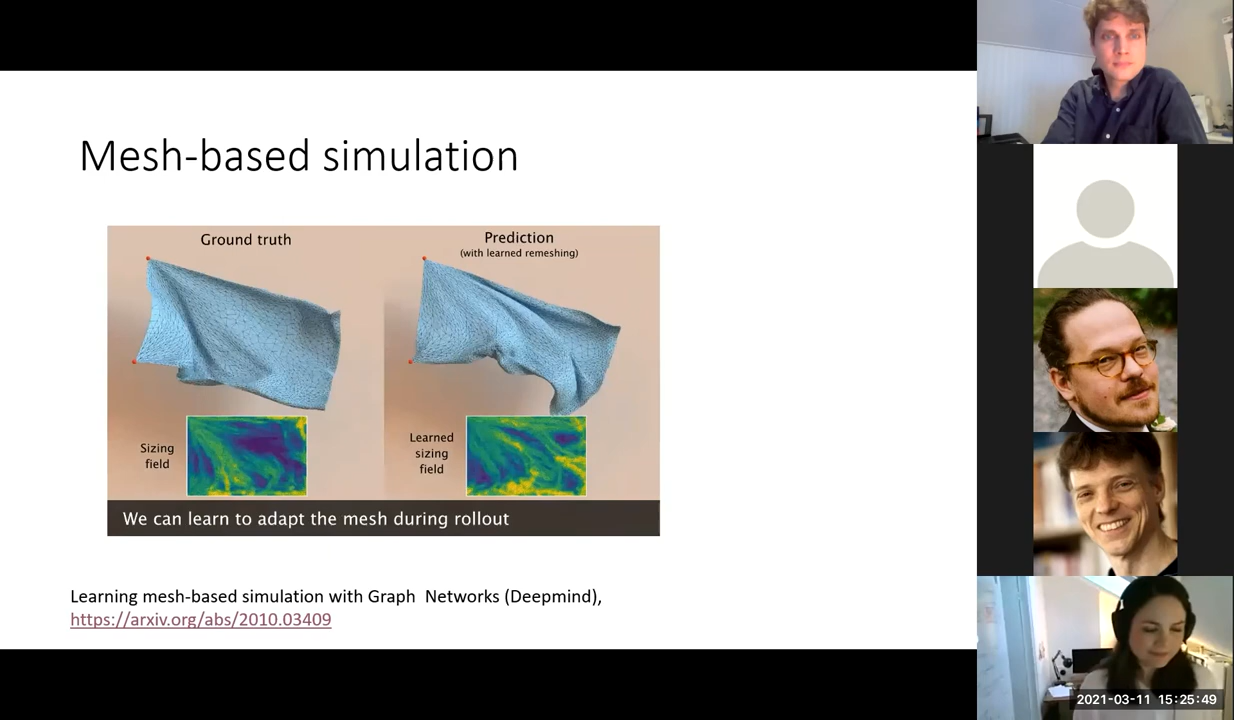 Mesh-based simulation
Ground truth
Prediction
(with learned remeshing)
Sizing
field
Learned
sizing
field
We can learn to adapt the mesh during rollout
Learning mesh-based simulation with Graph  Networks (Deepmind),
https://arxiv.org/abs/2010.03409
2021-03-11 15:25:49